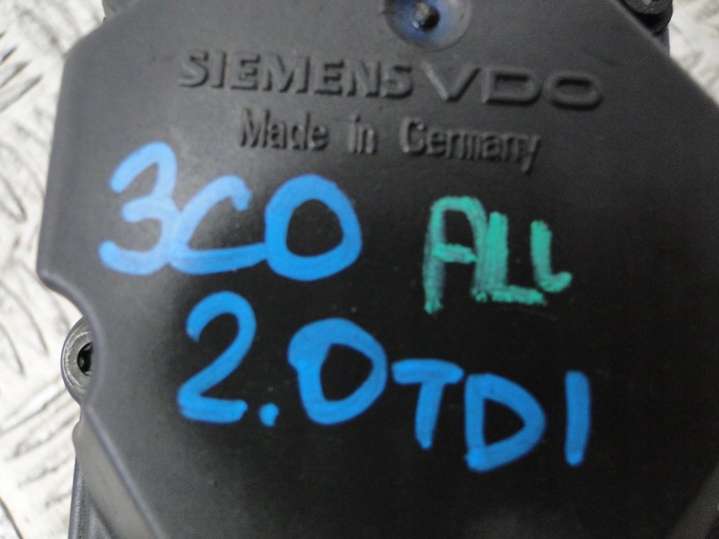 SIEMENS VDO
Made in Germany
3C0 ALL
2.0TDI